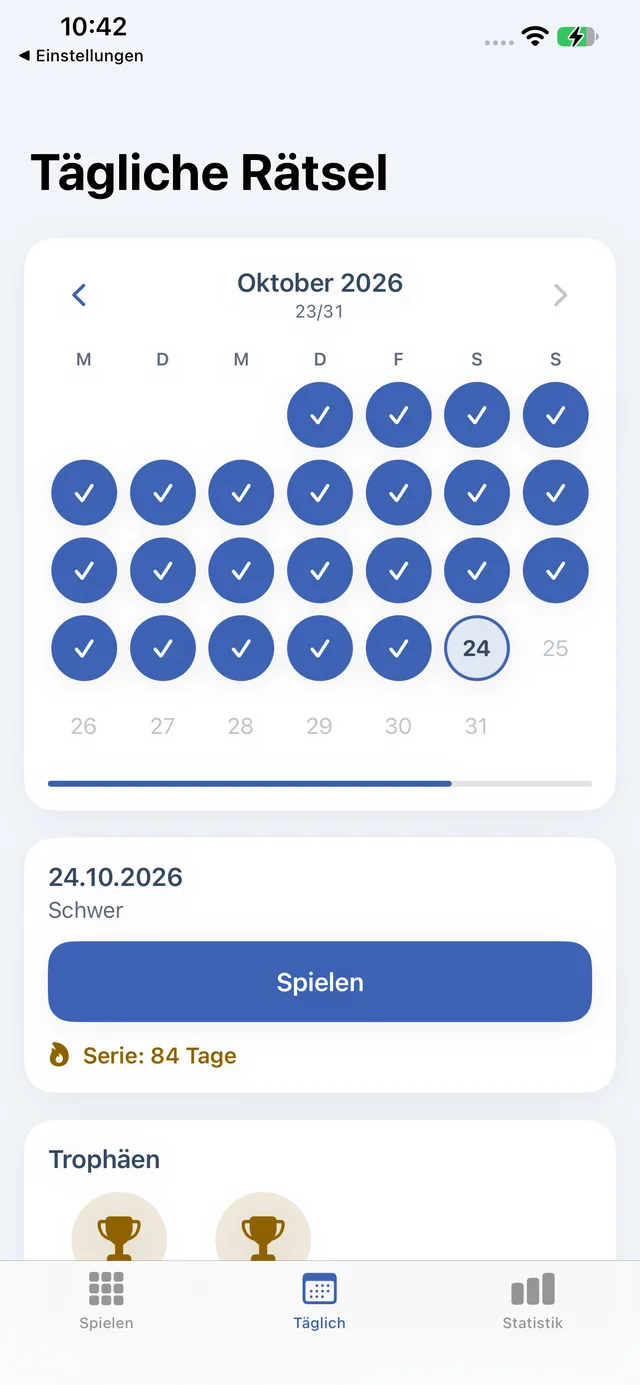 10:42
◀ Einstellungen
Tägliche Rätsel
Oktober 2026
23/31
M D M D F S S
24 25
26 27 28 29 30 31
24.10.2026
Schwer
Spielen
Serie: 84 Tage
Trophäen
Spielen Täglich Statistik